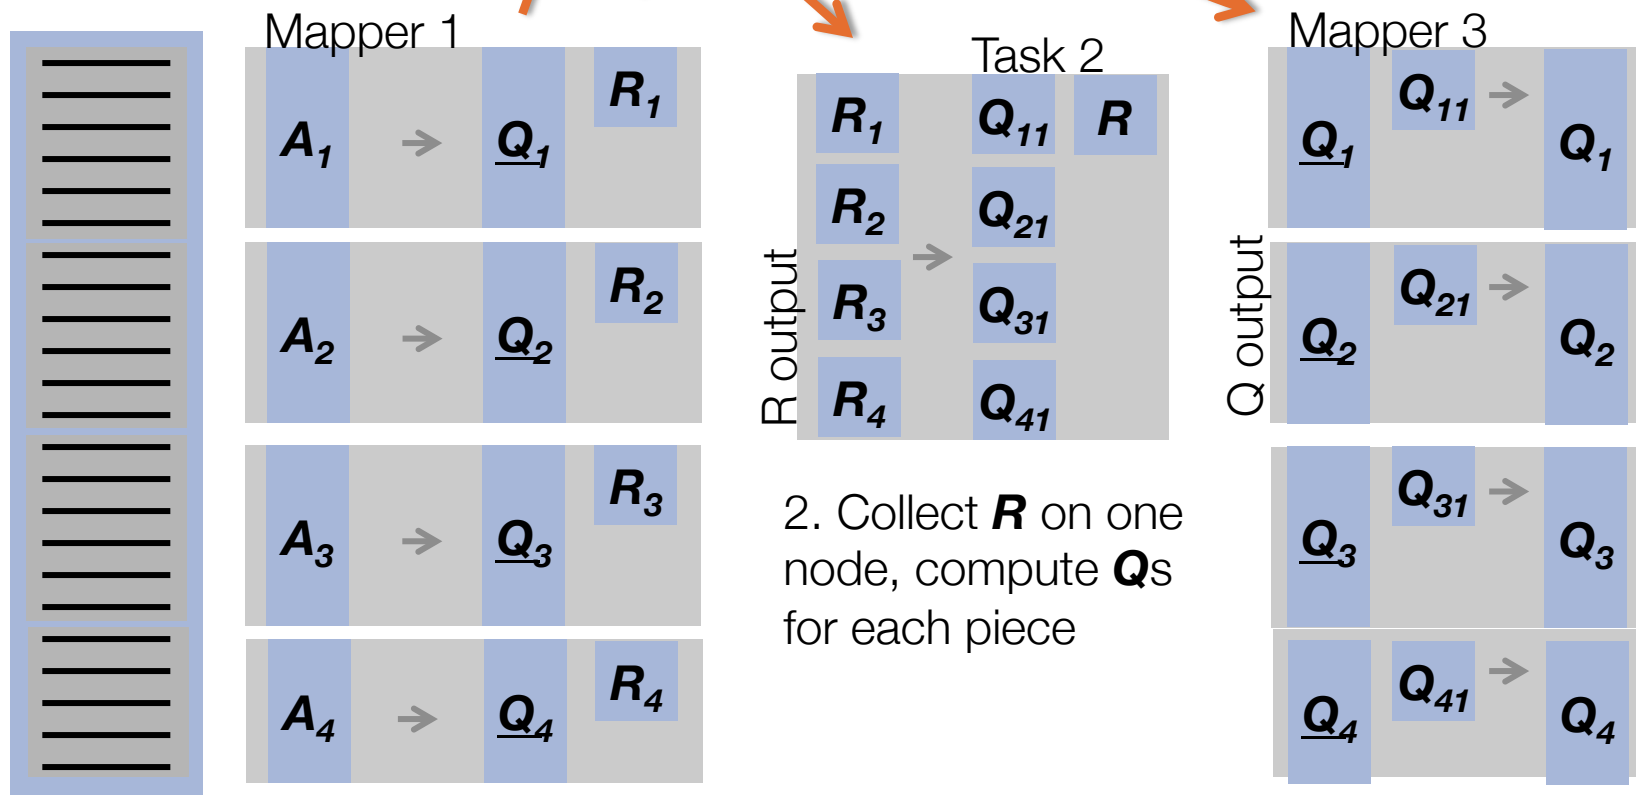 Mapper 1
A1 → Q1 R1
A2 → Q2 R2
A3 → Q3 R3
A4 → Q4 R4
Task 2
R output
R1 → Q11 R
R2 Q21
R3 Q31
R4 Q41
2. Collect R on one
node, compute Qs
for each piece
Mapper 3
Q output
Q1 Q11 → Q1
Q2 Q21 → Q2
Q3 Q31 → Q3
Q4 Q41 → Q4